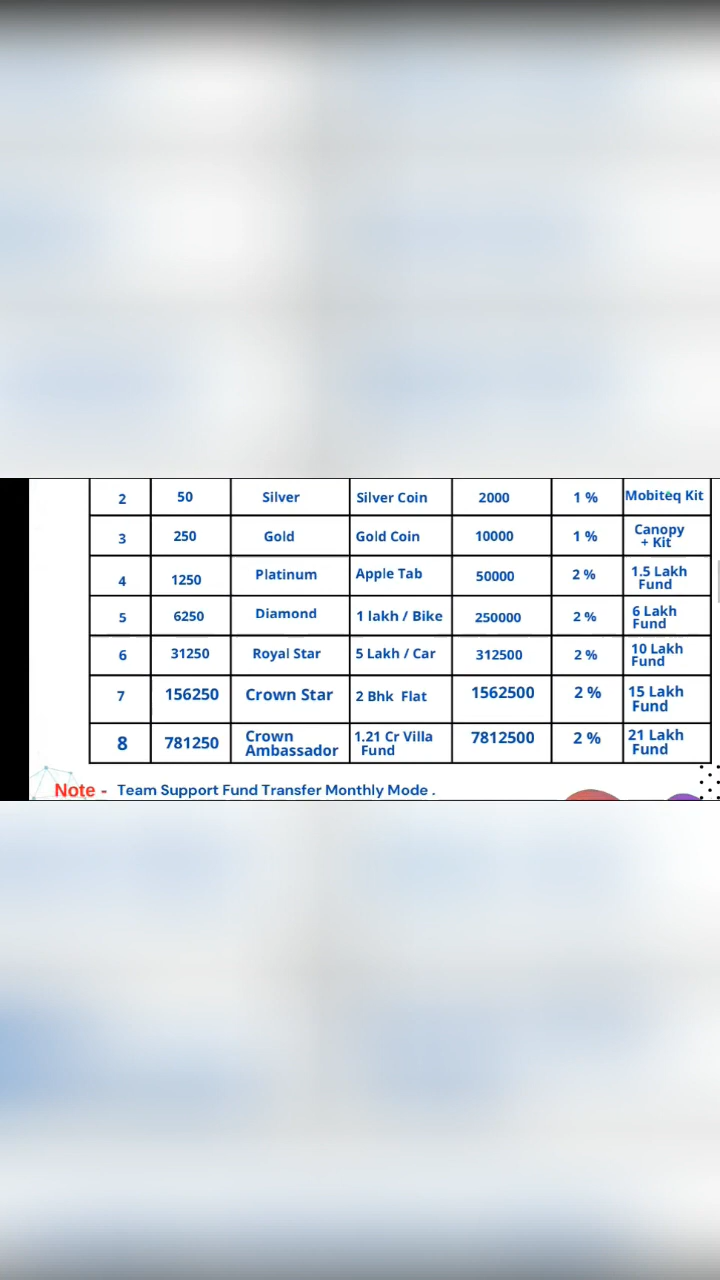 2 50 Silver Silver Coin 2000 1 % Mobiteq Kit
3 250 Gold Gold Coin 10000 1 % Canopy + Kit
4 1250 Platinum Apple Tab 50000 2 % 1.5 Lakh Fund
5 6250 Diamond 1 lakh / Bike 250000 2 % 6 Lakh Fund
6 31250 Royal Star 5 Lakh / Car 312500 2 % 10 Lakh Fund
7 156250 Crown Star 2 Bhk Flat 1562500 2 % 15 Lakh Fund
8 781250 Crown Ambassador 1.21 Cr Villa Fund 7812500 2 % 21 Lakh Fund
Note - Team Support Fund Transfer Monthly Mode .